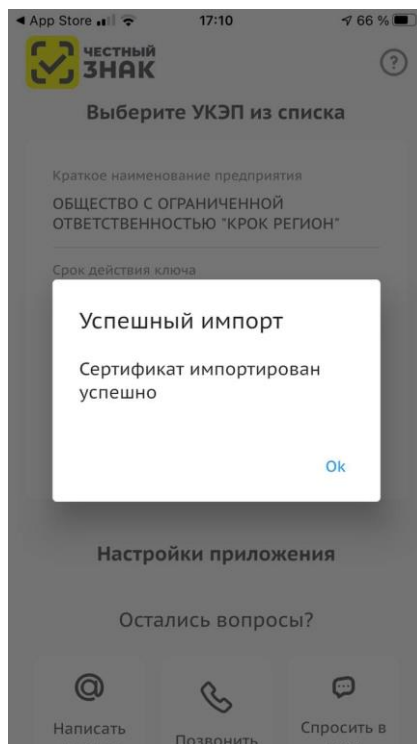 App Store
17:10
66 %
ЧЕСТНЫЙ
ЗНАК
?
Выберите УКЭП из списка
Краткое наименование предприятия
ОБЩЕСТВО С ОГРАНИЧЕННОЙ
ОТВЕТСТВЕННОСТЬЮ "КРОК РЕГИОН"
Срок действия ключа
Успешный импорт
Сертификат импортирован
успешно
Ok
Настройки приложения
Остались вопросы?
Написать
Позвонить
Спросить в